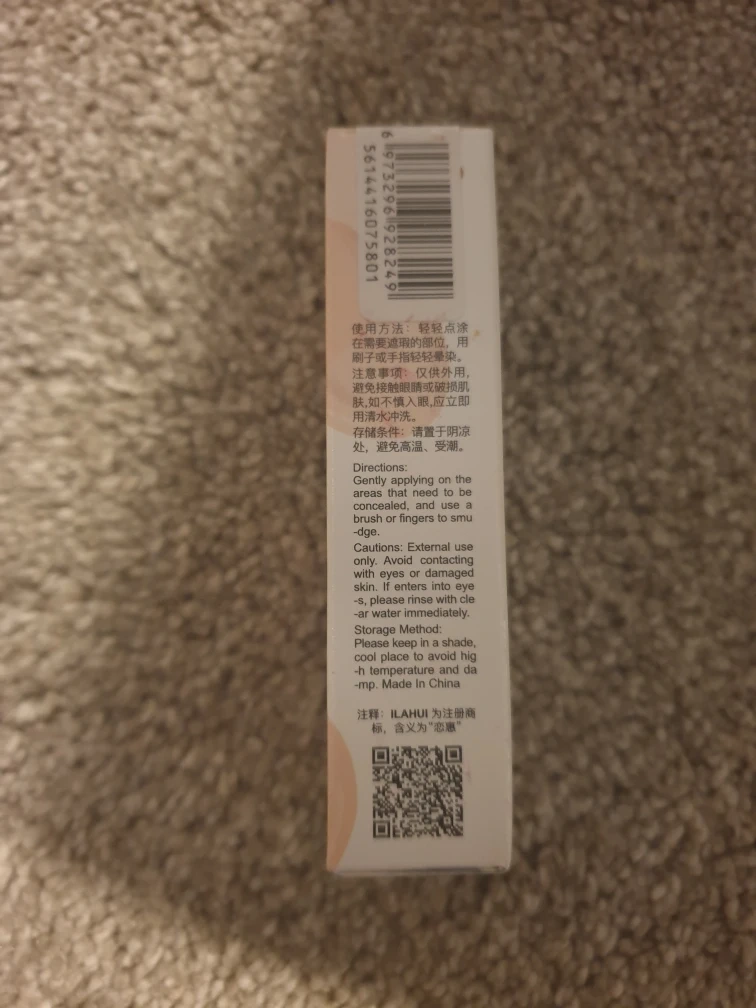 6 973296 928249
5614416075801
使用方法：轻轻点涂
在需要遮瑕的部位，用
刷子或手指轻轻晕染。
注意事项：仅供外用，
避免接触眼睛或破损肌
肤,如不慎入眼,应立即
用清水冲洗。
存储条件：请置于阴凉
处，避免高温、受潮。
Directions:
Gently applying on the
areas that need to be
concealed, and use a
brush or fingers to smu
-dge.
Cautions: External use
only. Avoid contacting
with eyes or damaged
skin. If enters into eye
-s, please rinse with cle
-ar water immediately.
Storage Method:
Please keep in a shade,
cool place to avoid hig
-h temperature and da
-mp. Made In China
注释：ILAHUI 为注册商
标，含义为“恋惠”